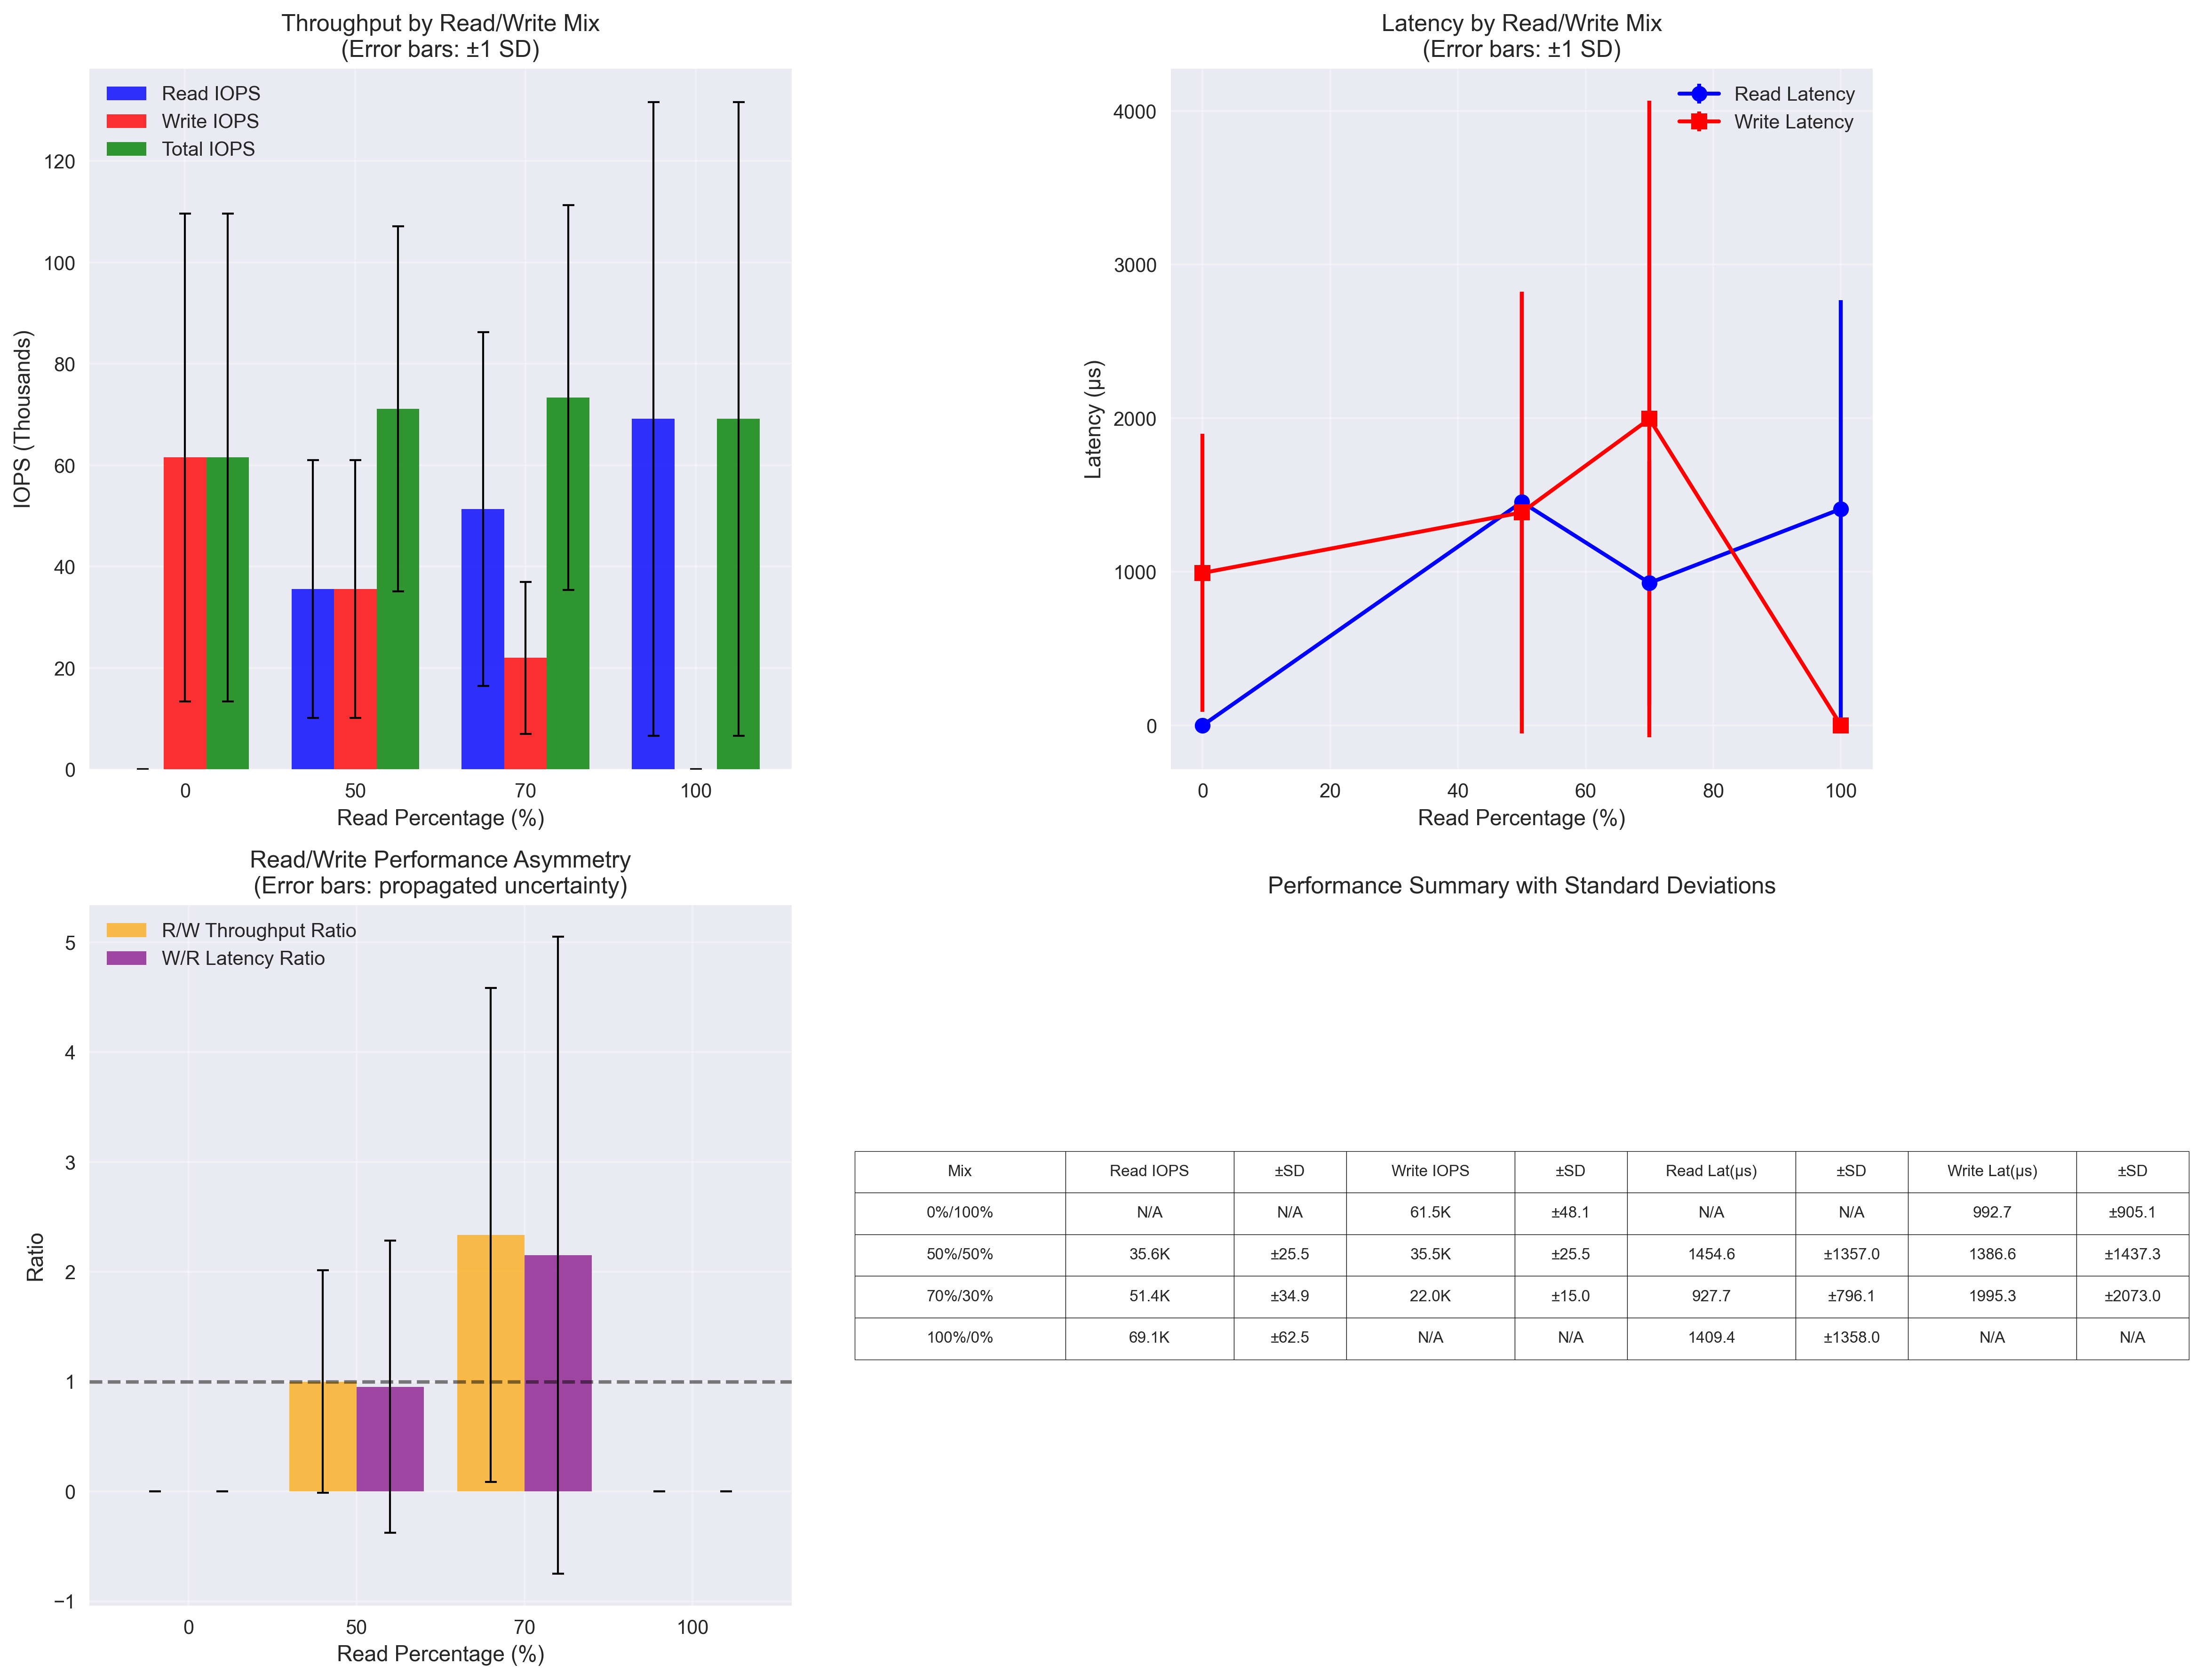 Throughput by Read/Write Mix
(Error bars: ±1 SD)
Read IOPS
Write IOPS
Total IOPS
IOPS (Thousands)
120
100
80
60
40
20
0
0 50 70 100
Read Percentage (%)
Latency by Read/Write Mix
(Error bars: ±1 SD)
Read Latency
Write Latency
Latency (µs)
4000
3000
2000
1000
0
0 20 40 60 80 100
Read Percentage (%)
Read/Write Performance Asymmetry
(Error bars: propagated uncertainty)
R/W Throughput Ratio
W/R Latency Ratio
Ratio
5
4
3
2
1
0
−1
0 50 70 100
Read Percentage (%)
Performance Summary with Standard Deviations
Mix Read IOPS ±SD Write IOPS ±SD Read Lat(µs) ±SD Write Lat(µs) ±SD
0%/100% N/A N/A 61.5K ±48.1 N/A N/A 992.7 ±905.1
50%/50% 35.6K ±25.5 35.5K ±25.5 1454.6 ±1357.0 1386.6 ±1437.3
70%/30% 51.4K ±34.9 22.0K ±15.0 927.7 ±796.1 1995.3 ±2073.0
100%/0% 69.1K ±62.5 N/A N/A 1409.4 ±1358.0 N/A N/A